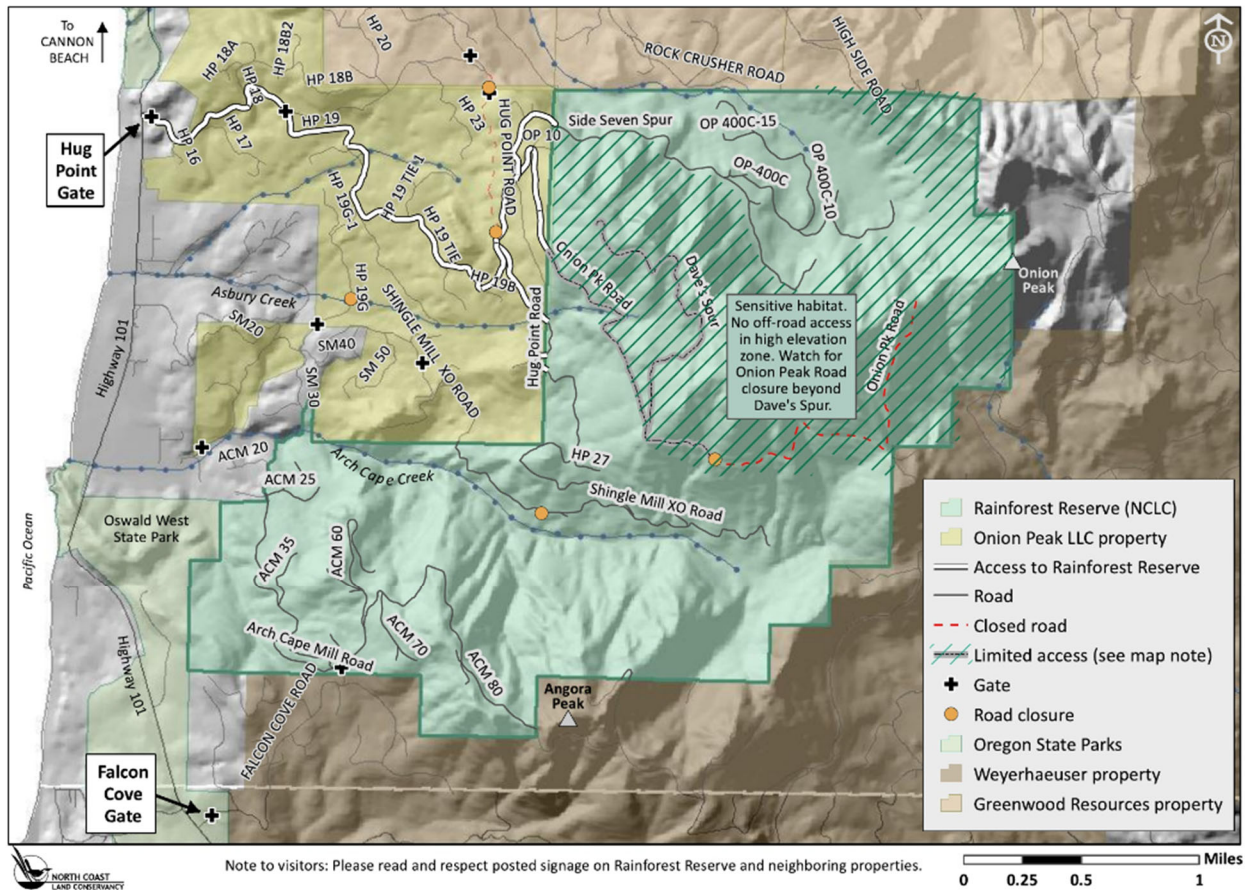 To
CANNON
BEACH
N
HP 20
HP 18A
HP 18B2
HP 18B
HP 18
HP 17
HP 16
HP 19
HP 23
HUG POINT ROAD
OP 10
ROCK CRUSHER ROAD
HIGH SIDE ROAD
Hug
Point
Gate
Side Seven Spur
OP 400C-15
OP-400C
OP 400C-10
HP 19G-1
HP 19 TIE 1
HP 19 TIE
HP 19B
HP 19G
Onion Pk Road
Dave's Spur
Onion
Peak
Asbury Creek
Highway 101
SHINGLE MILL XO ROAD
Hug Point Road
Sensitive habitat.
No off-road access
in high elevation
zone. Watch for
Onion Peak Road
closure beyond
Dave's Spur.
Onion Pk Road
SM20
SM40
SM 50
SM30
ACM 20
Arch Cape Creek
HP 27
Shingle Mill XO Road
ACM 25
Oswald West
State Park
Pacific Ocean
ACM 35
ACM 60
ACM 70
ACM 80
Arch Cape Mill Road
Highway 101
FALCON COVE ROAD
Angora
Peak
Falcon
Cove
Gate
Rainforest Reserve (NCLC)
Onion Peak LLC property
Access to Rainforest Reserve
Road
Closed road
Limited access (see map note)
Gate
Road closure
Oregon State Parks
Weyerhaeuser property
Greenwood Resources property
NORTH COAST
LAND CONSERVANCY
Note to visitors: Please read and respect posted signage on Rainforest Reserve and neighboring properties.
Miles
0 0.25 0.5 1